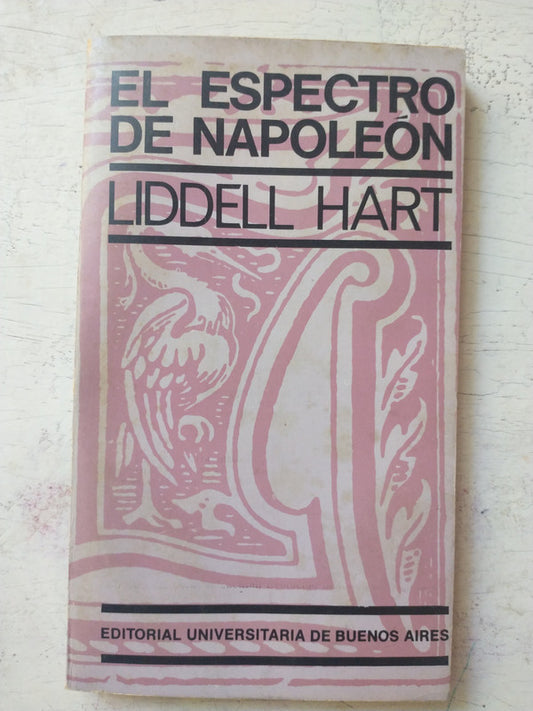 EL ESPECTRO
DE NAPOLEÓN
LIDDELL HART
EDITORIAL UNIVERSITARIA DE BUENOS AIRES